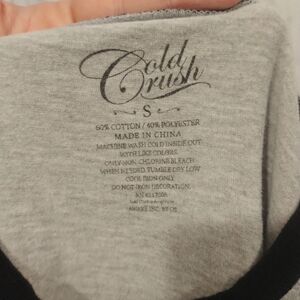 Cold
Crush
S
60% COTTON / 40% POLYESTER
MADE IN CHINA
MACHINE WASH COLD INSIDE OUT
WITH LIKE COLORS.
ONLY NON-CHLORINE BLEACH
WHEN NEEDED. TUMBLE DRY LOW
COOL IRON ONLY
DO NOT IRON DECORATION.
RN